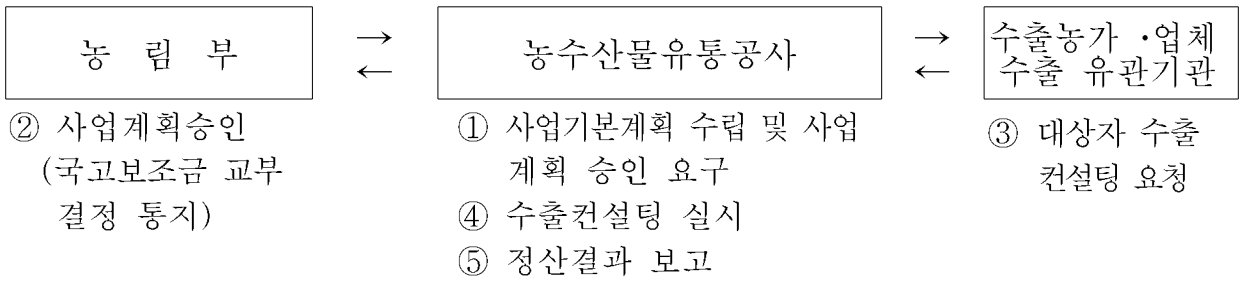 농 림 부
→
←
농수산물유통공사
→
←
수출농가 ·업체
수출 유관기관
② 사업계획승인
(국고보조금 교부
결정 통지)
① 사업기본계획 수립 및 사업
계획 승인 요구
④ 수출컨설팅 실시
⑤ 정산결과 보고
③ 대상자 수출
컨설팅 요청